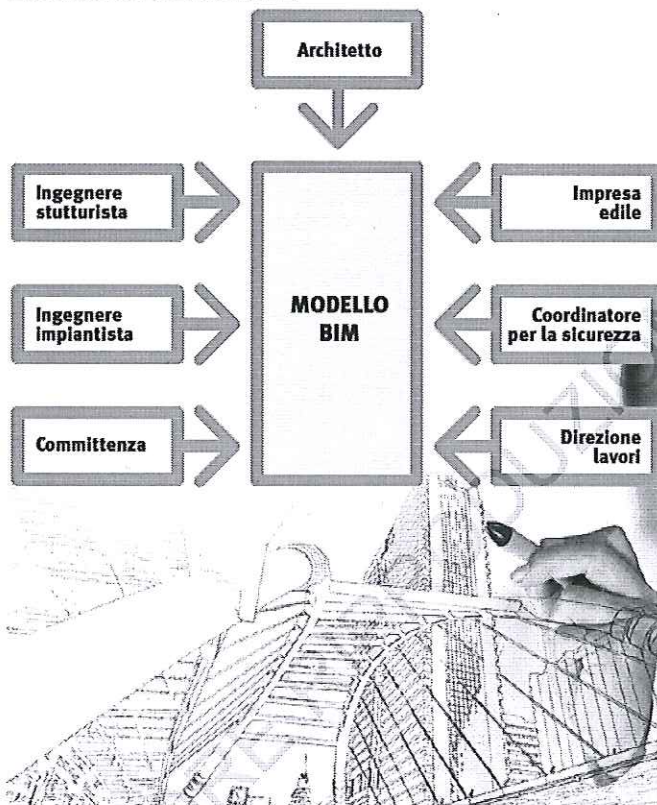 Architetto
Ingegnere
stutturista
Impresa
edile
Ingegnere
impiantista
MODELLO
BIM
Coordinatore
per la sicurezza
Committenza
Direzione
lavori